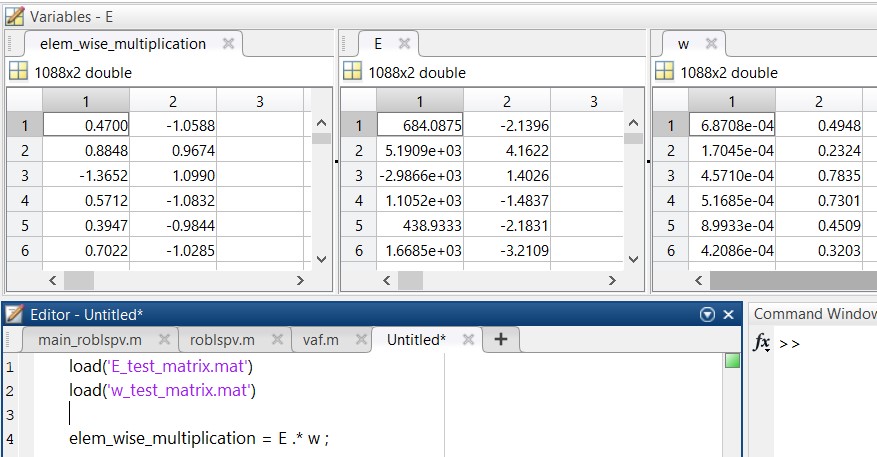 Variables - E
elem_wise_multiplication
1088x2 double
1 2 3
1 0.4700 -1.0588
2 0.8848 0.9674
3 -1.3652 1.0990
4 0.5712 -1.0832
5 0.3947 -0.9844
6 0.7022 -1.0285
E
1088x2 double
1 2 3
1 684.0875 -2.1396
2 5.1909e+03 4.1622
3 -2.9866e+03 1.4026
4 1.1052e+03 -1.4837
5 438.9333 -2.1831
6 1.6685e+03 -3.2109
w
1088x2 double
1 2
1 6.8708e-04 0.4948
2 1.7045e-04 0.2324
3 4.5710e-04 0.7835
4 5.1685e-04 0.7301
5 8.9933e-04 0.4509
6 4.2086e-04 0.3203
Editor - Untitled*
main_roblspv.m roblspv.m vaf.m Untitled* +
1 load('E_test_matrix.mat')
2 load('w_test_matrix.mat')
3
4 elem_wise_multiplication = E .* w ;
Command Window
fx >>